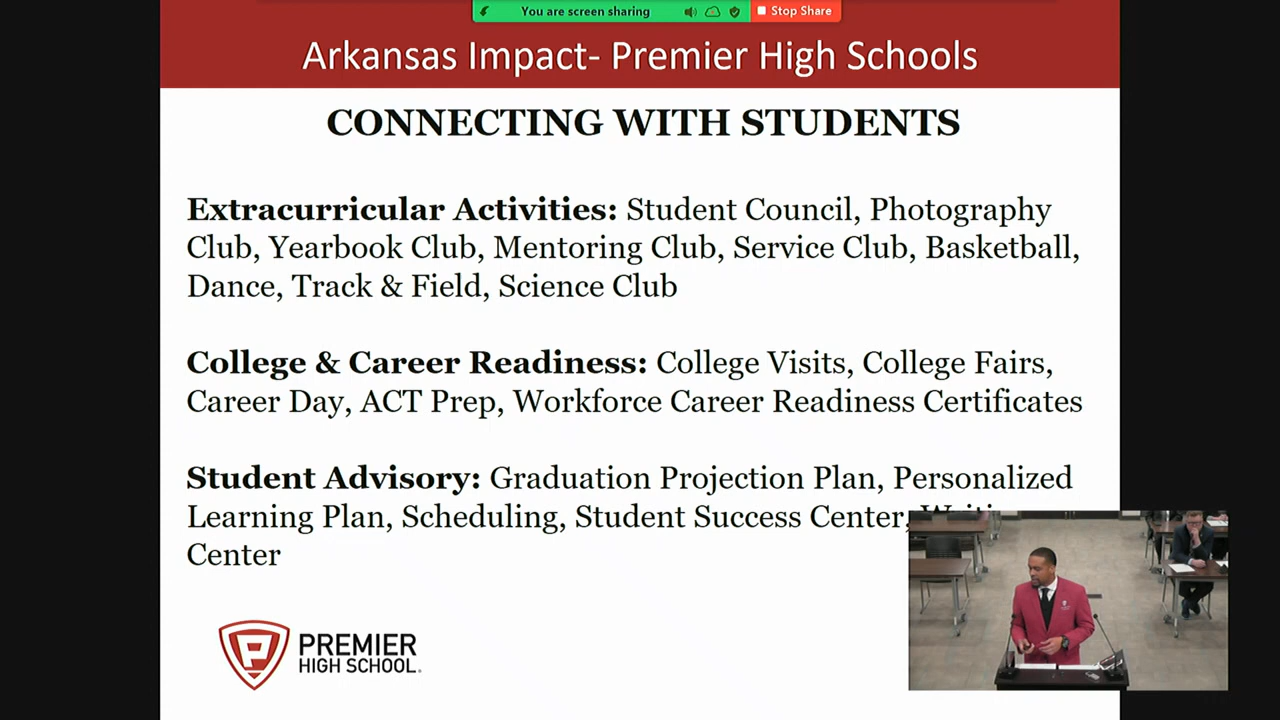 You are screen sharing
Stop Share
Arkansas Impact- Premier High Schools
CONNECTING WITH STUDENTS
Extracurricular Activities: Student Council, Photography
Club, Yearbook Club, Mentoring Club, Service Club, Basketball,
Dance, Track & Field, Science Club
College & Career Readiness: College Visits, College Fairs,
Career Day, ACT Prep, Workforce Career Readiness Certificates
Student Advisory: Graduation Projection Plan, Personalized
Learning Plan, Scheduling, Student Success Center,
Center
PREMIER
HIGH SCHOOL